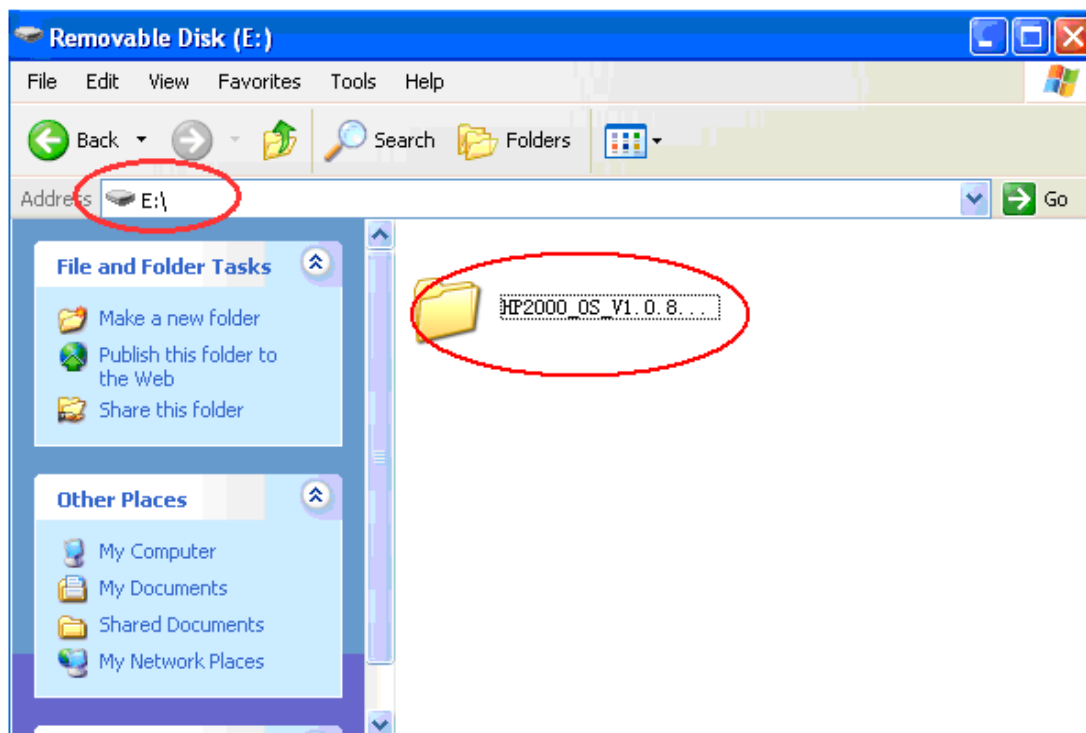 Removable Disk (E:)
File Edit View Favorites Tools Help
Back Search Folders
Address E:\ Go
File and Folder Tasks
Make a new folder
Publish this folder to
the Web
Share this folder
HP2000_OS_V1.0.8...
Other Places
My Computer
My Documents
Shared Documents
My Network Places